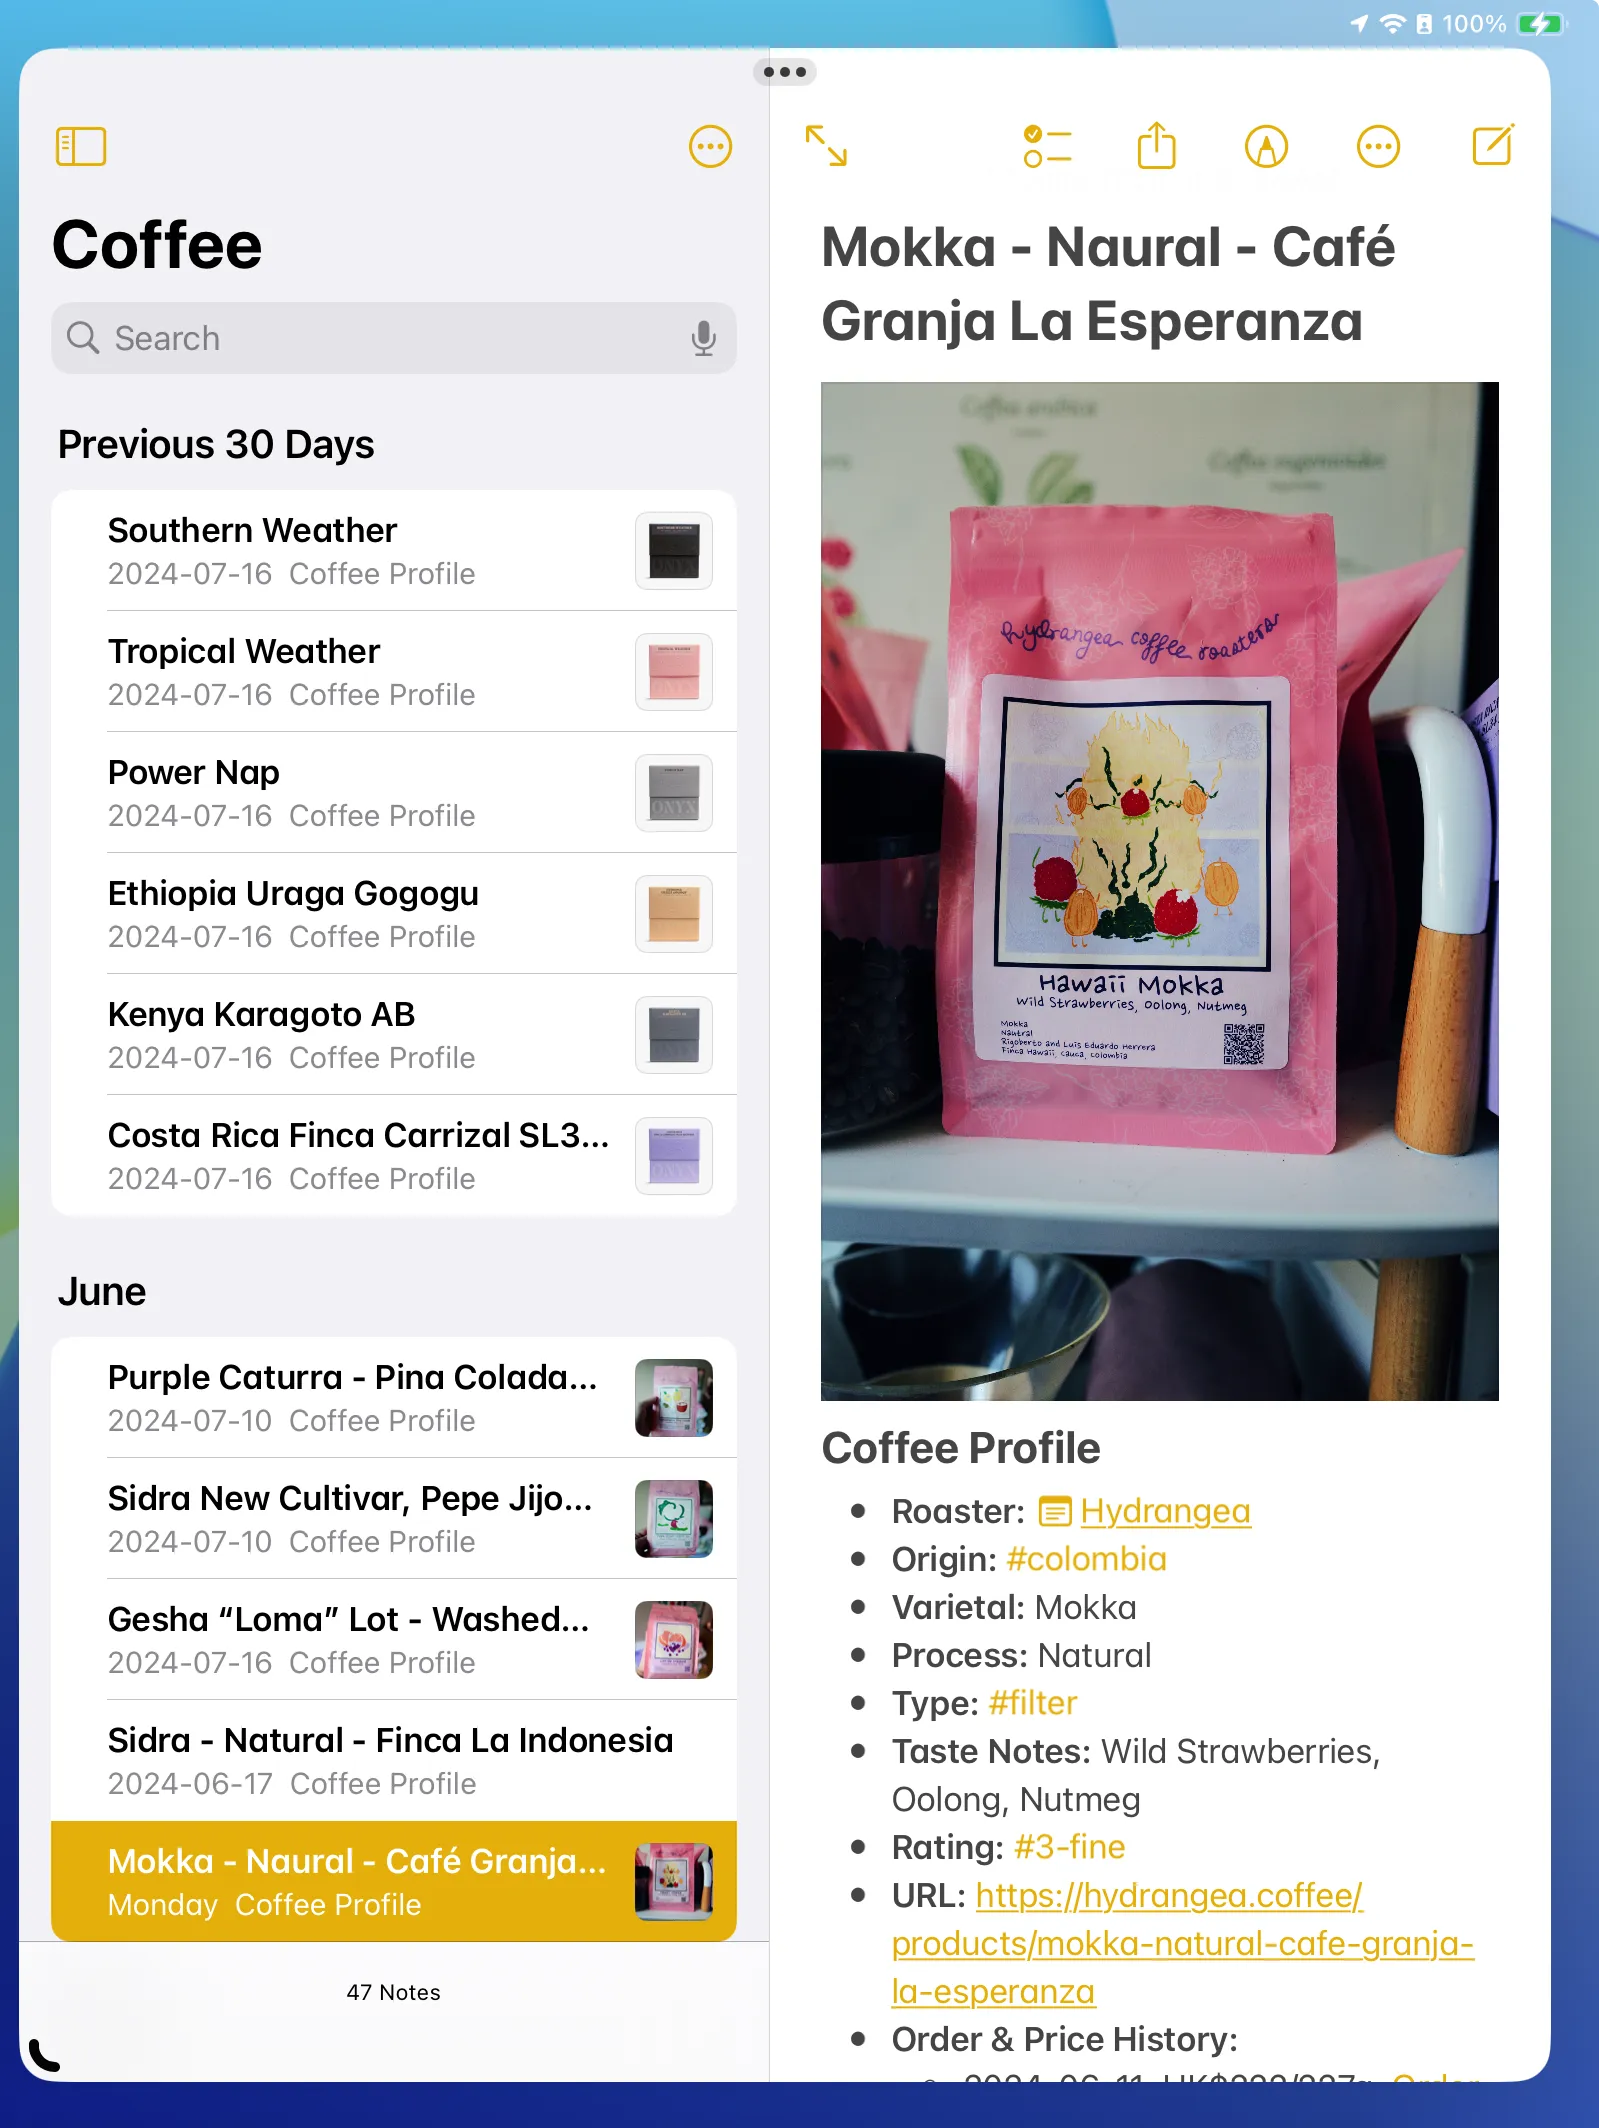 100%
Coffee
Search
Previous 30 Days
Southern Weather
2024-07-16 Coffee Profile
Tropical Weather
2024-07-16 Coffee Profile
Power Nap
2024-07-16 Coffee Profile
ONYX
Ethiopia Uraga Gogogu
2024-07-16 Coffee Profile
Kenya Karagoto AB
2024-07-16 Coffee Profile
Costa Rica Finca Carrizal SL3...
2024-07-16 Coffee Profile
June
Purple Caturra - Pina Colada...
2024-07-10 Coffee Profile
Sidra New Cultivar, Pepe Jijo...
2024-07-10 Coffee Profile
Gesha “Loma” Lot - Washed...
2024-07-16 Coffee Profile
Sidra - Natural - Finca La Indonesia
2024-06-17 Coffee Profile
Mokka - Naural - Café Granja...
Monday Coffee Profile
47 Notes
Mokka - Naural - Café
Granja La Esperanza
Coffee arabica
Coffea eugenioides
hydrangea coffee roasters
Hawaii Mokka
Wild Strawberries, Oolong, Nutmeg
Mokka
Nautral
Rigoberto and Luis Eduardo Herrera
Finca Hawaii, Cauca, Colombia
Coffee Profile
Roaster: Hydrangea
Origin: #colombia
Varietal: Mokka
Process: Natural
Type: #filter
Taste Notes: Wild Strawberries,
Oolong, Nutmeg
Rating: #3-fine
URL: https://hydrangea.coffee/
products/mokka-natural-cafe-granja-
la-esperanza
Order & Price History: